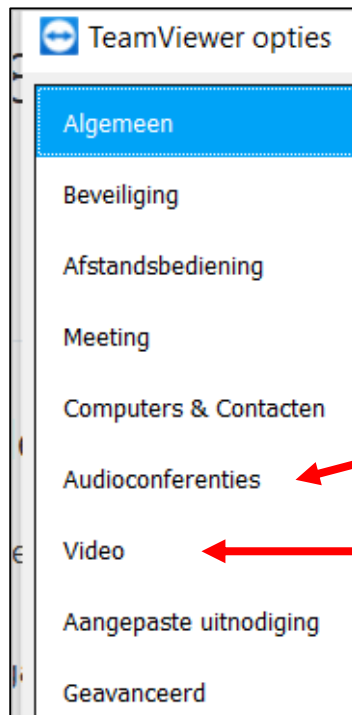 TeamViewer opties
Algemeen
Beveiliging
Afstandsbediening
Meeting
Computers & Contacten
Audioconferenties
Video
Aangepaste uitnodiging
Geavanceerd